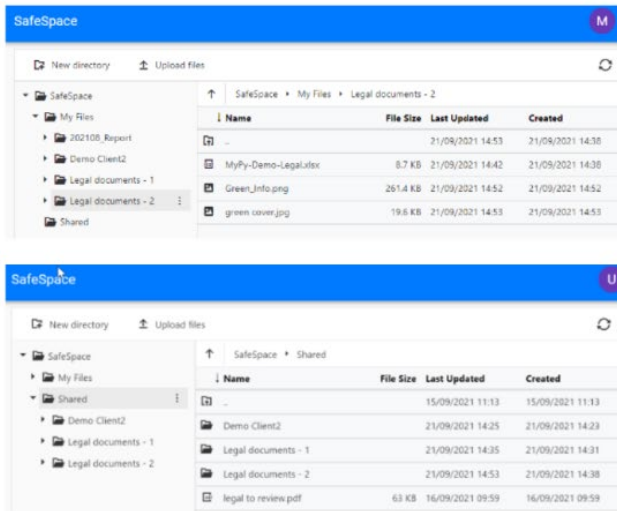 SafeSpace M
New directory Upload files
SafeSpace
My Files
202108_Report
Demo Client2
Legal documents - 1
Legal documents - 2
Shared
SafeSpace My Files Legal documents - 2
Name File Size Last Updated Created
.. 21/09/2021 14:53 21/09/2021 14:38
MyPy-Demo-Legal.xlsx 8.7 KB 21/09/2021 14:42 21/09/2021 14:38
Green_Info.png 261.4 KB 21/09/2021 14:52 21/09/2021 14:52
green cover.jpg 19.6 KB 21/09/2021 14:53 21/09/2021 14:53
SafeSpace U
New directory Upload files
SafeSpace
My Files
Shared
Demo Client2
Legal documents - 1
Legal documents - 2
SafeSpace Shared
Name File Size Last Updated Created
.. 15/09/2021 11:13 15/09/2021 11:13
Demo Client2 21/09/2021 14:25 21/09/2021 14:23
Legal documents - 1 21/09/2021 14:35 21/09/2021 14:31
Legal documents - 2 21/09/2021 14:53 21/09/2021 14:38
legal to review.pdf 63 KB 16/09/2021 09:59 16/09/2021 09:59